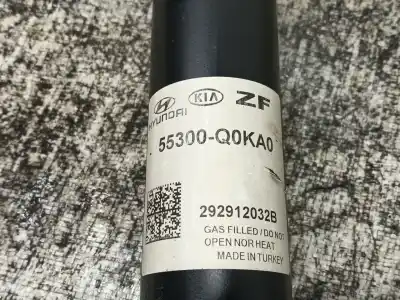 HYUNDAI KIA ZF
55300-Q0KA0
292912032B
GAS FILLED / DO NOT
OPEN NOR HEAT
MADE IN TURKEY